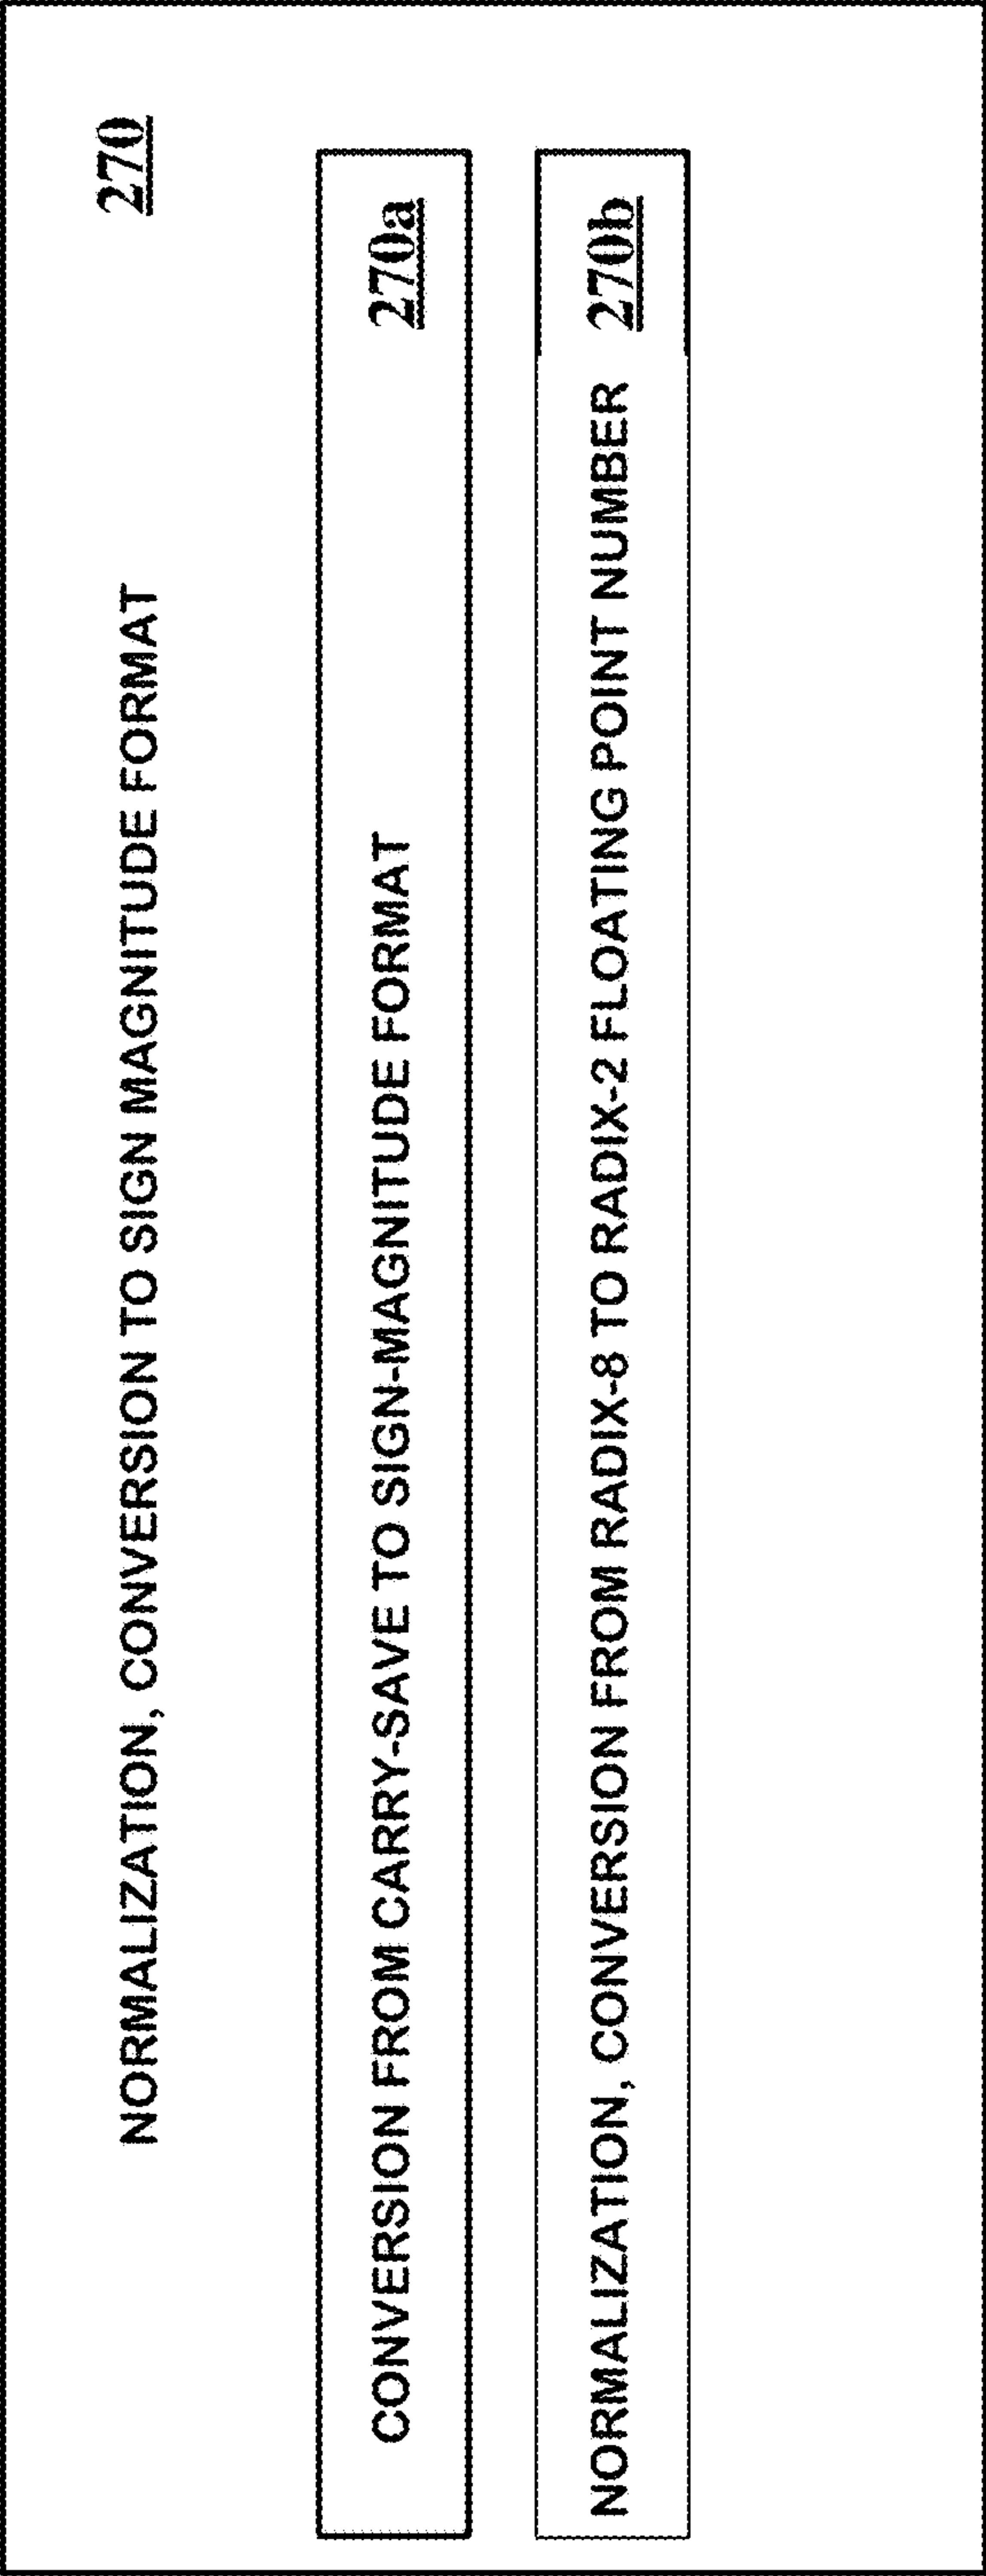 NORMALIZATION, CONVERSION TO SIGN MAGNITUDE FORMAT 270
CONVERSION FROM CARRY-SAVE TO SIGN-MAGNITUDE FORMAT 270a
NORMALIZATION, CONVERSION FROM RADIX-8 TO RADIX-2 FLOATING POINT NUMBER 270b